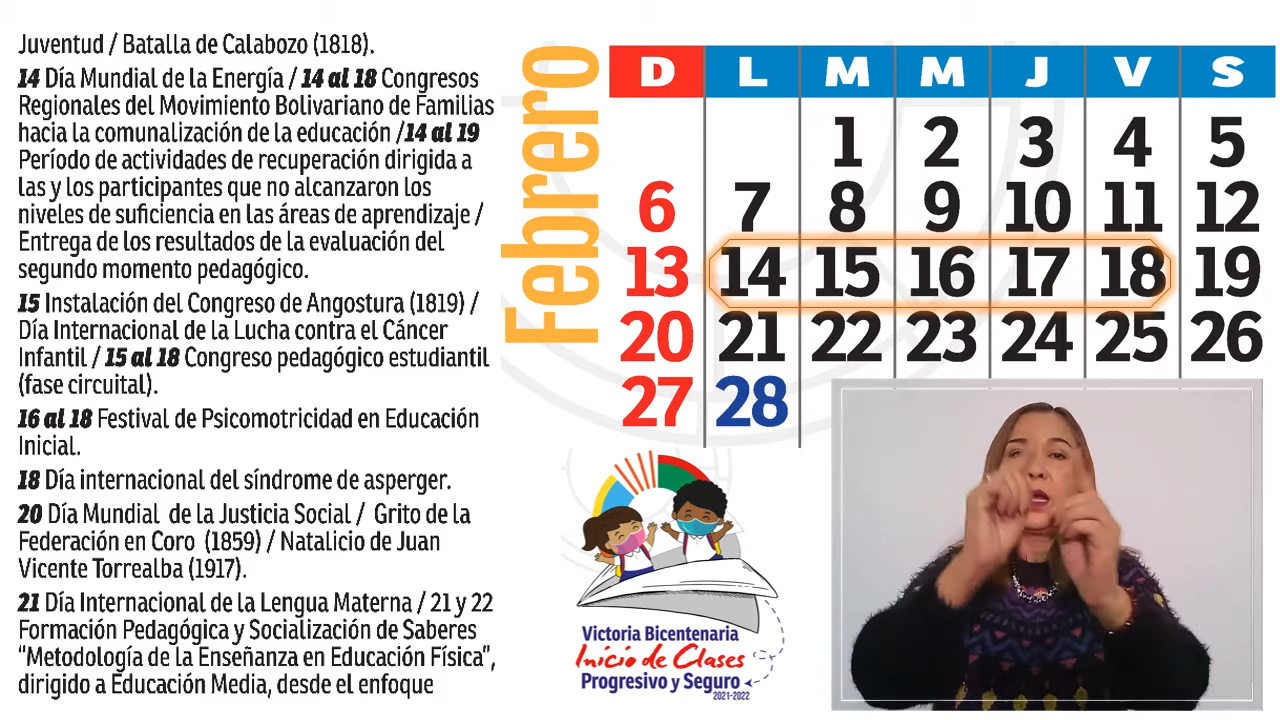 Juventud / Batalla de Calabozo (1818).
14 Día Mundial de la Energía / 14 al 18 Congresos
Regionales del Movimiento Bolivariano de Familias
hacia la comunalización de la educación /14 al 19
Período de actividades de recuperación dirigida a
las y los participantes que no alcanzaron los
niveles de suficiencia en las áreas de aprendizaje /
Entrega de los resultados de la evaluación del
segundo momento pedagógico.
15 Instalación del Congreso de Angostura (1819) /
Día Internacional de la Lucha contra el Cáncer
Infantil / 15 al 18 Congreso pedagógico estudiantil
(fase circuital).
16 al 18 Festival de Psicomotricidad en Educación
Inicial.
18 Día internacional del síndrome de asperger.
20 Día Mundial de la Justicia Social / Grito de la
Federación en Coro (1859) / Natalicio de Juan
Vicente Torrealba (1917).
21 Día Internacional de la Lengua Materna / 21 y 22
Formación Pedagógica y Socialización de Saberes
“Metodología de la Enseñanza en Educación Física”,
dirigido a Educación Media, desde el enfoque
Febrero
D L M M J V S
1 2 3 4 5
6 7 8 9 10 11 12
13 14 15 16 17 18 19
20 21 22 23 24 25 26
27 28
Victoria Bicentenaria
Inicio de Clases
Progresivo y Seguro
2021-2022